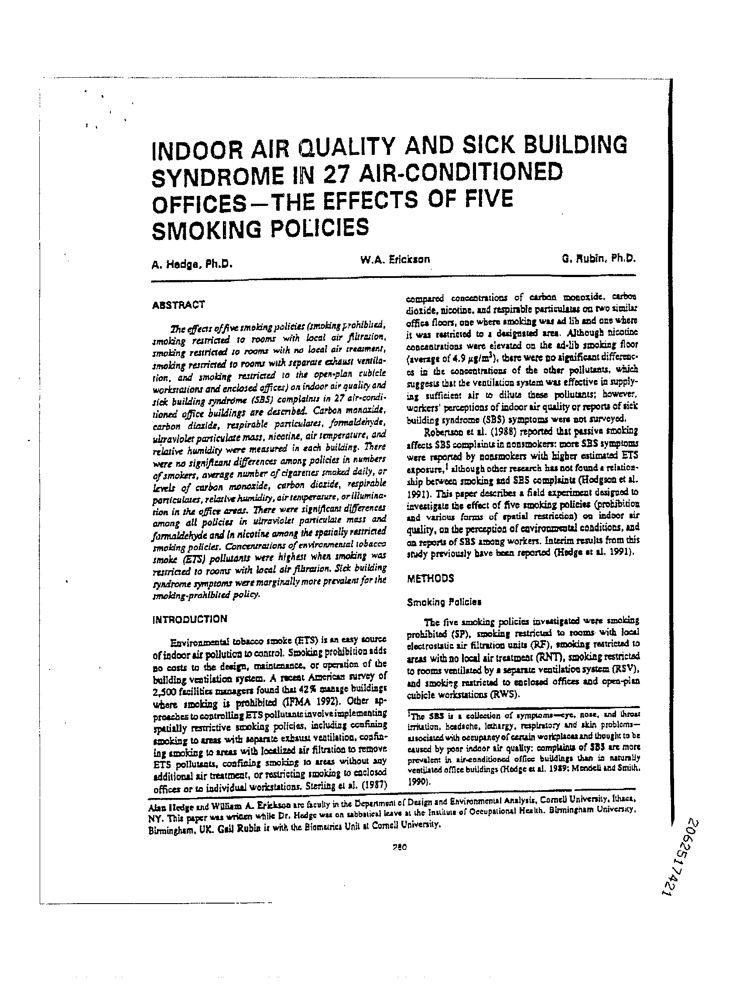 INDOOR AIR QUALITY AND SICK BUILDING
SYNDROME IN 27 AIR-CONDITIONED
OFFICES—THE EFFECTS OF FIVE
SMOKING POLICIES
A. Hedge, Ph.D.
W.A. Erickson
G. Rubin, Ph.D.
ABSTRACT
The effects of five smoking policies (smoking prohibited,
smoking restricted to rooms with local air filtration,
smoking restricted to rooms with no local air treatment,
smoking restricted to rooms with separate exhaust ventila-
tion, and smoking restricted to the open-plan cubicle
workstations and enclosed offices) on indoor air quality and
sick building syndrome (SBS) complaints in 27 air-condi-
tioned office buildings are described. Carbon monoxide,
carbon dioxide, respirable particulates, formaldehyde,
ultraviolet particulate mass, nicotine, air temperature, and
relative humidity were measured in each building. There
were no significant differences among policies in numbers
of smokers, average number of cigarettes smoked daily, or
levels of carbon monoxide, carbon dioxide, respirable
particulates, relative humidity, air temperature, or illumina-
tion in the office areas. There were significant differences
among all policies in ultraviolet particulate mass and
formaldehyde and in nicotine among the spatially restricted
smoking policies. Concentrations of environmental tobacco
smoke (ETS) pollutants were highest when smoking was
restricted to rooms with local air filtration. Sick building
syndrome symptoms were marginally more prevalent for the
smoking-prohibited policy.
INTRODUCTION
Environmental tobacco smoke (ETS) is an easy source
of indoor air pollution to control. Smoking prohibition adds
no costs to the design, maintenance, or operation of the
building ventilation system. A recent American survey of
2,500 facilities managers found that 42% manage buildings
where smoking is prohibited (IFMA 1992). Other ap-
proaches to controlling ETS pollutants involve implementing
spatially restrictive smoking policies, including confining
smoking to areas with separate exhaust ventilation, confin-
ing smoking to areas with localized air filtration to remove
ETS pollutants, confining smoking to areas without any
additional air treatment, or restricting smoking to enclosed
offices or to individual workstations. Sterling et al. (1987)
compared concentrations of carbon monoxide, carbon
dioxide, nicotine, and respirable particulates on two similar
office floors, one where smoking was ad lib and one where
it was restricted to a designated area. Although nicotine
concentrations were elevated on the ad-lib smoking floor
(average of 4.9 µg/m³), there were no significant differenc-
es in the concentrations of the other pollutants, which
suggests that the ventilation system was effective in supply-
ing sufficient air to dilute these pollutants; however,
workers' perceptions of indoor air quality or reports of sick
building syndrome (SBS) symptoms were not surveyed.
Robertson et al. (1988) reported that passive smoking
affects SBS complaints in nonsmokers: more SBS symptoms
were reported by nonsmokers with higher estimated ETS
exposure,¹ although other research has not found a relation-
ship between smoking and SBS complaints (Hodgson et al.
1991). This paper describes a field experiment designed to
investigate the effect of five smoking policies (prohibition
and various forms of spatial restriction) on indoor air
quality, on the perception of environmental conditions, and
on reports of SBS among workers. Interim results from this
study previously have been reported (Hedge et al. 1991).
METHODS
Smoking Policies
The five smoking policies investigated were smoking
prohibited (SP), smoking restricted to rooms with local
electrostatic air filtration units (RF), smoking restricted to
areas with no local air treatment (RNT), smoking restricted
to rooms ventilated by a separate ventilation system (RSV),
and smoking restricted to enclosed offices and open-plan
cubicle workstations (RWS).
¹The SBS is a collection of symptoms—eye, nose, and throat
irritation, headache, lethargy, respiratory and skin problems—
associated with occupancy of certain workplaces and thought to be
caused by poor indoor air quality; complaints of SBS are more
prevalent in air-conditioned office buildings than in naturally
ventilated office buildings (Hedge et al. 1989; Mendell and Smith,
1990).
Alan Hedge and William A. Erickson are faculty in the Department of Design and Environmental Analysis, Cornell University, Ithaca,
NY. This paper was written while Dr. Hedge was on sabbatical leave at the Institute of Occupational Health, Birmingham University,
Birmingham, UK. Gail Rubin is with the Biometrics Unit at Cornell University.
280
2062517421